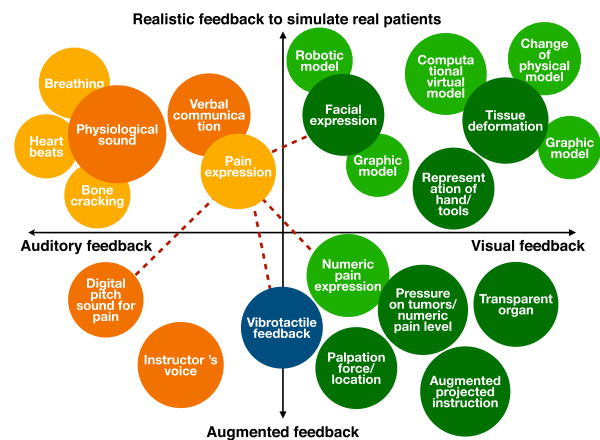 Realistic feedback to simulate real patients
Robotic
model
Computa
tional virtual
model
Change
of physical
model
Breathing
Verbal
communica
tion
Facial
expression
Tissue
deformation
Physiological
sound
Heart
beats
Pain
expression
Graphic
model
Graphic
model
Bone
cracking
Represent
ation of
hand/
tools
Auditory feedback
Visual feedback
Digital
pitch
sound for
pain
Numeric
pain
expression
Pressure
on tumors/
numeric
pain level
Transparent
organ
Vibrotactile
feedback
Instructor 's
voice
Palpation
force/
location
Augmented
projected
instruction
Augmented feedback